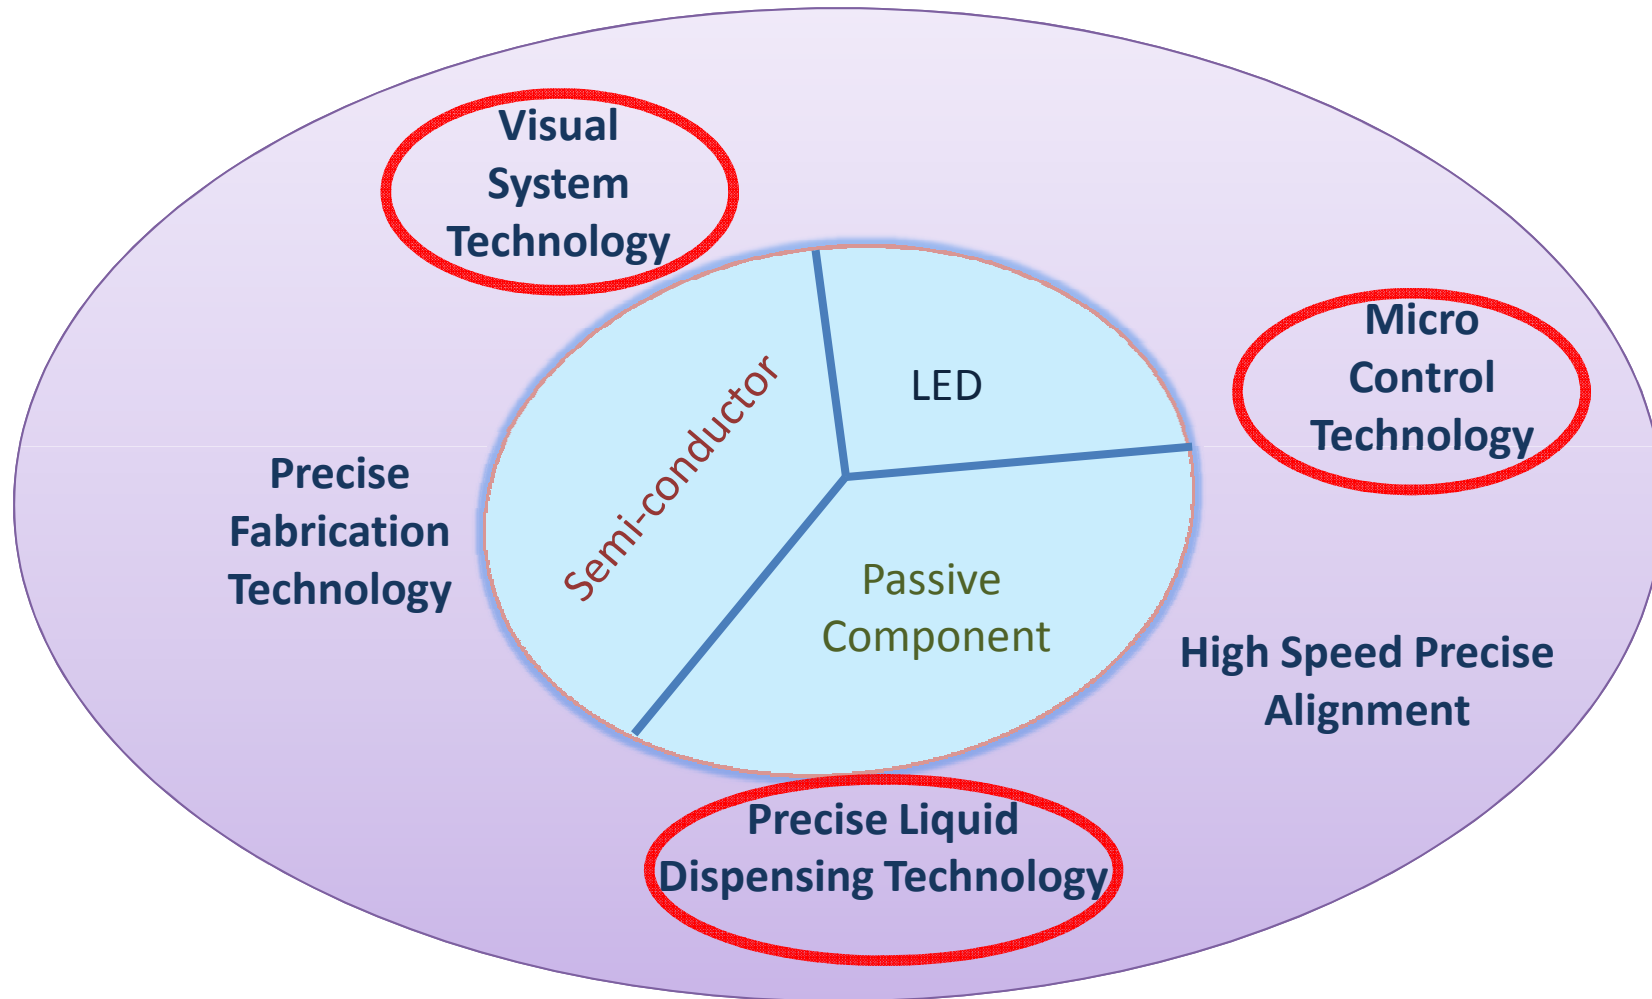 Visual
System
Technology
Micro
Control
Technology
LED
Semi-conductor
Precise
Fabrication
Technology
Passive
Component
High Speed Precise
Alignment
Precise Liquid
Dispensing Technology